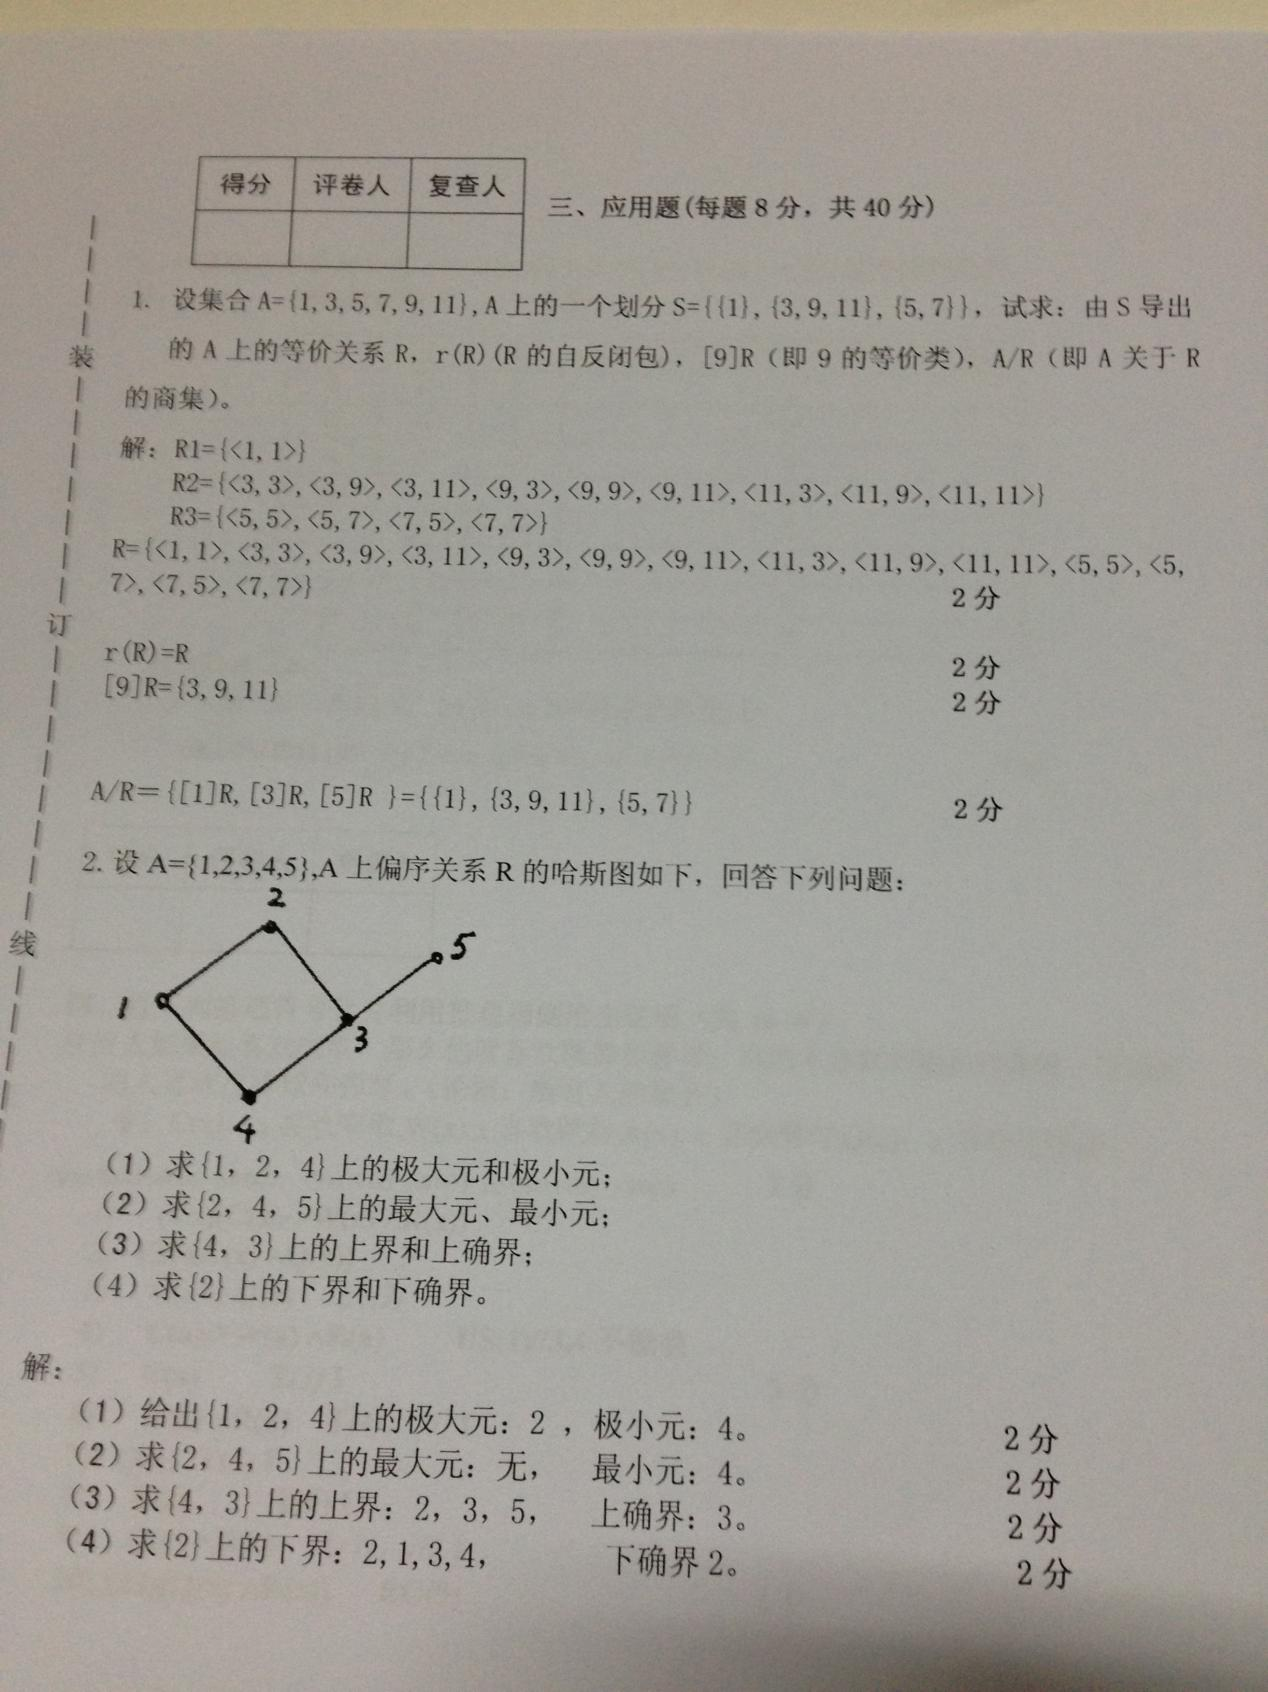 得分 评卷人 复查人
三、应用题(每题 8 分，共 40 分)
1. 设集合 A={1, 3, 5, 7, 9, 11}, A 上的一个划分 S={{1}, {3, 9, 11}, {5, 7}}，试求：由 S 导出
的 A 上的等价关系 R，r(R)(R 的自反闭包)，[9]R（即 9 的等价类)，A/R（即 A 关于 R
的商集)。
解：R1={<1, 1>}
R2={<3, 3>, <3, 9>, <3, 11>, <9, 3>, <9, 9>, <9, 11>, <11, 3>, <11, 9>, <11, 11>}
R3={<5, 5>, <5, 7>, <7, 5>, <7, 7>}
R={<1, 1>, <3, 3>, <3, 9>, <3, 11>, <9, 3>, <9, 9>, <9, 11>, <11, 3>, <11, 9>, <11, 11>, <5, 5>, <5,
7>, <7, 5>, <7, 7>} 2 分
r(R)=R 2 分
[9]R={3, 9, 11} 2 分
A/R＝{[1]R, [3]R, [5]R }={{1}, {3, 9, 11}, {5, 7}} 2 分
2. 设 A={1,2,3,4,5},A 上偏序关系 R 的哈斯图如下，回答下列问题：
2
5
1
3
4
（1）求{1，2，4}上的极大元和极小元；
（2）求{2，4，5}上的最大元、最小元；
（3）求{4，3}上的上界和上确界；
（4）求{2}上的下界和下确界。
解：
（1）给出{1，2，4}上的极大元：2 ，极小元：4。 2 分
（2）求{2，4，5}上的最大元：无， 最小元：4。 2 分
（3）求{4，3}上的上界：2，3，5， 上确界：3。 2 分
（4）求{2}上的下界：2, 1, 3, 4， 下确界 2。 2 分
装
订
线